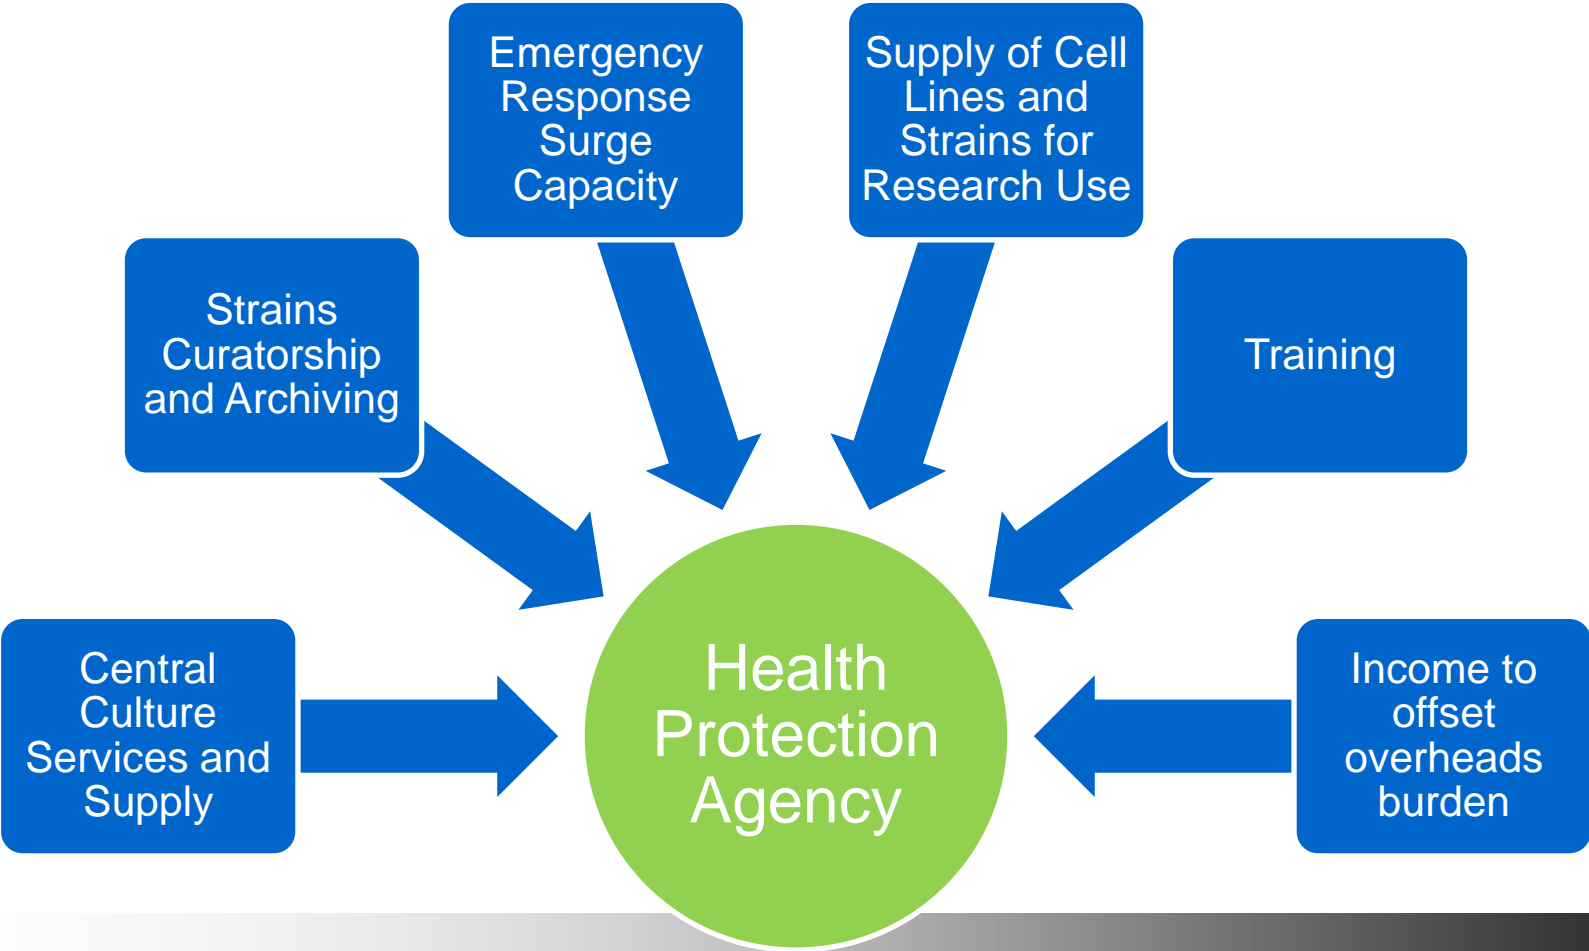 Emergency
Response
Surge
Capacity
Supply of Cell
Lines and
Strains for
Research Use
Strains
Curatorship
and Archiving
Training
Central
Culture
Services and
Supply
Health
Protection
Agency
Income to
offset
overheads
burden